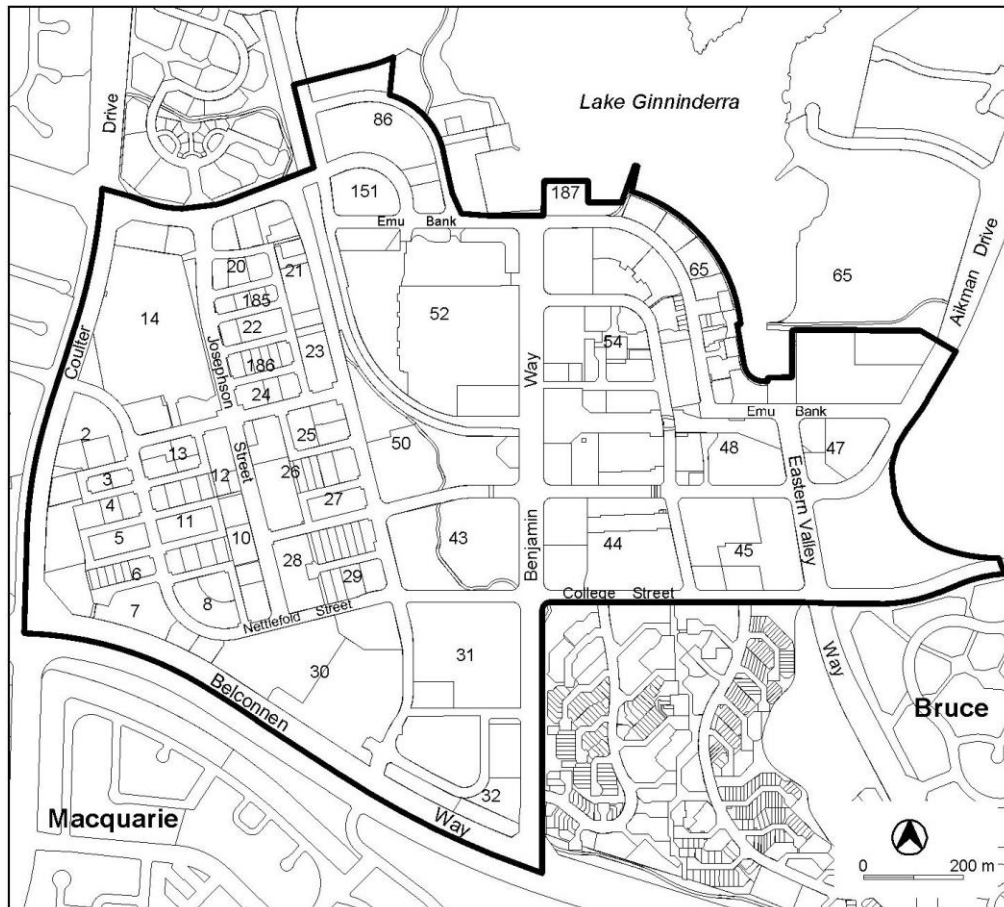 Lake Ginninderra
Drive
86
151
187
Emu Bank
20
21
65
65
Aikman Drive
185
14
52
22
23
54
Way
Coulter
Josephson
186
24
2
Emu Bank
25
13
50
48
47
3
Street
26
12
4
27
11
Eastern Valley
5
10
43
Benjamin
44
45
28
6
29
8
7
College Street
Nettlefold Street
30
31
Way
Belconnen
Bruce
32
Macquarie
Way
0 200 m